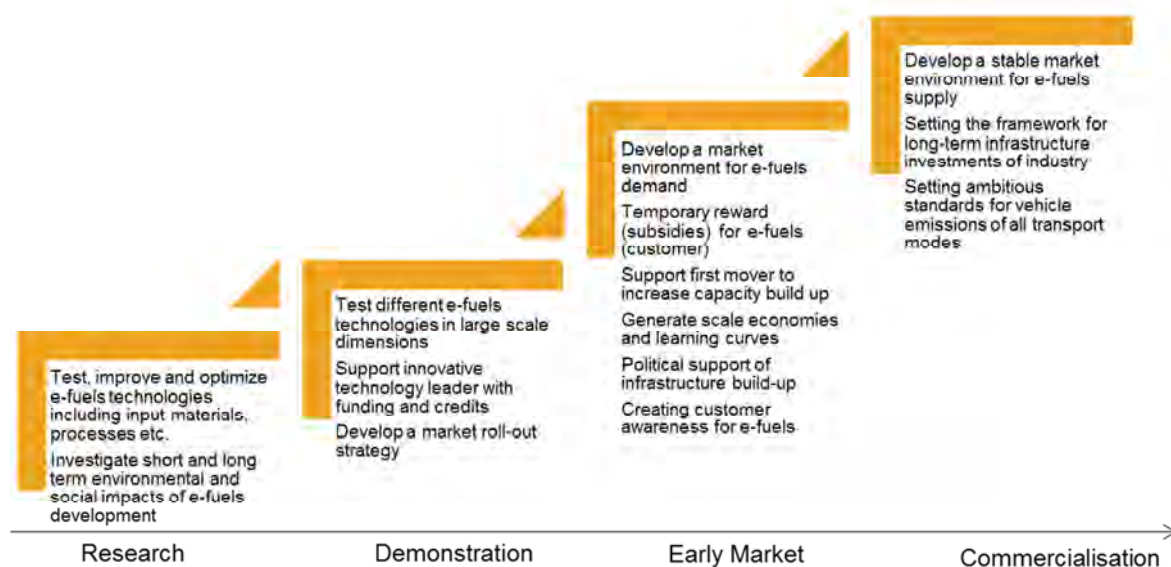 Test, improve and optimize
e-fuels technologies
including input materials,
processes etc.
Investigate short and long
term environmental and
social impacts of e-fuels
development
Test different e-fuels
technologies in large scale
dimensions
Support innovative
technology leader with
funding and credits
Develop a market roll-out
strategy
Develop a market
environment for e-fuels
demand
Temporary reward
(subsidies) for e-fuels
(customer)
Support first mover to
increase capacity build up
Generate scale economies
and learning curves
Political support of
infrastructure build-up
Creating customer
awareness for e-fuels
Develop a stable market
environment for e-fuels
supply
Setting the framework for
long-term infrastructure
investments of industry
Setting ambitious
standards for vehicle
emissions of all transport
modes
Research
Demonstration
Early Market
Commercialisation